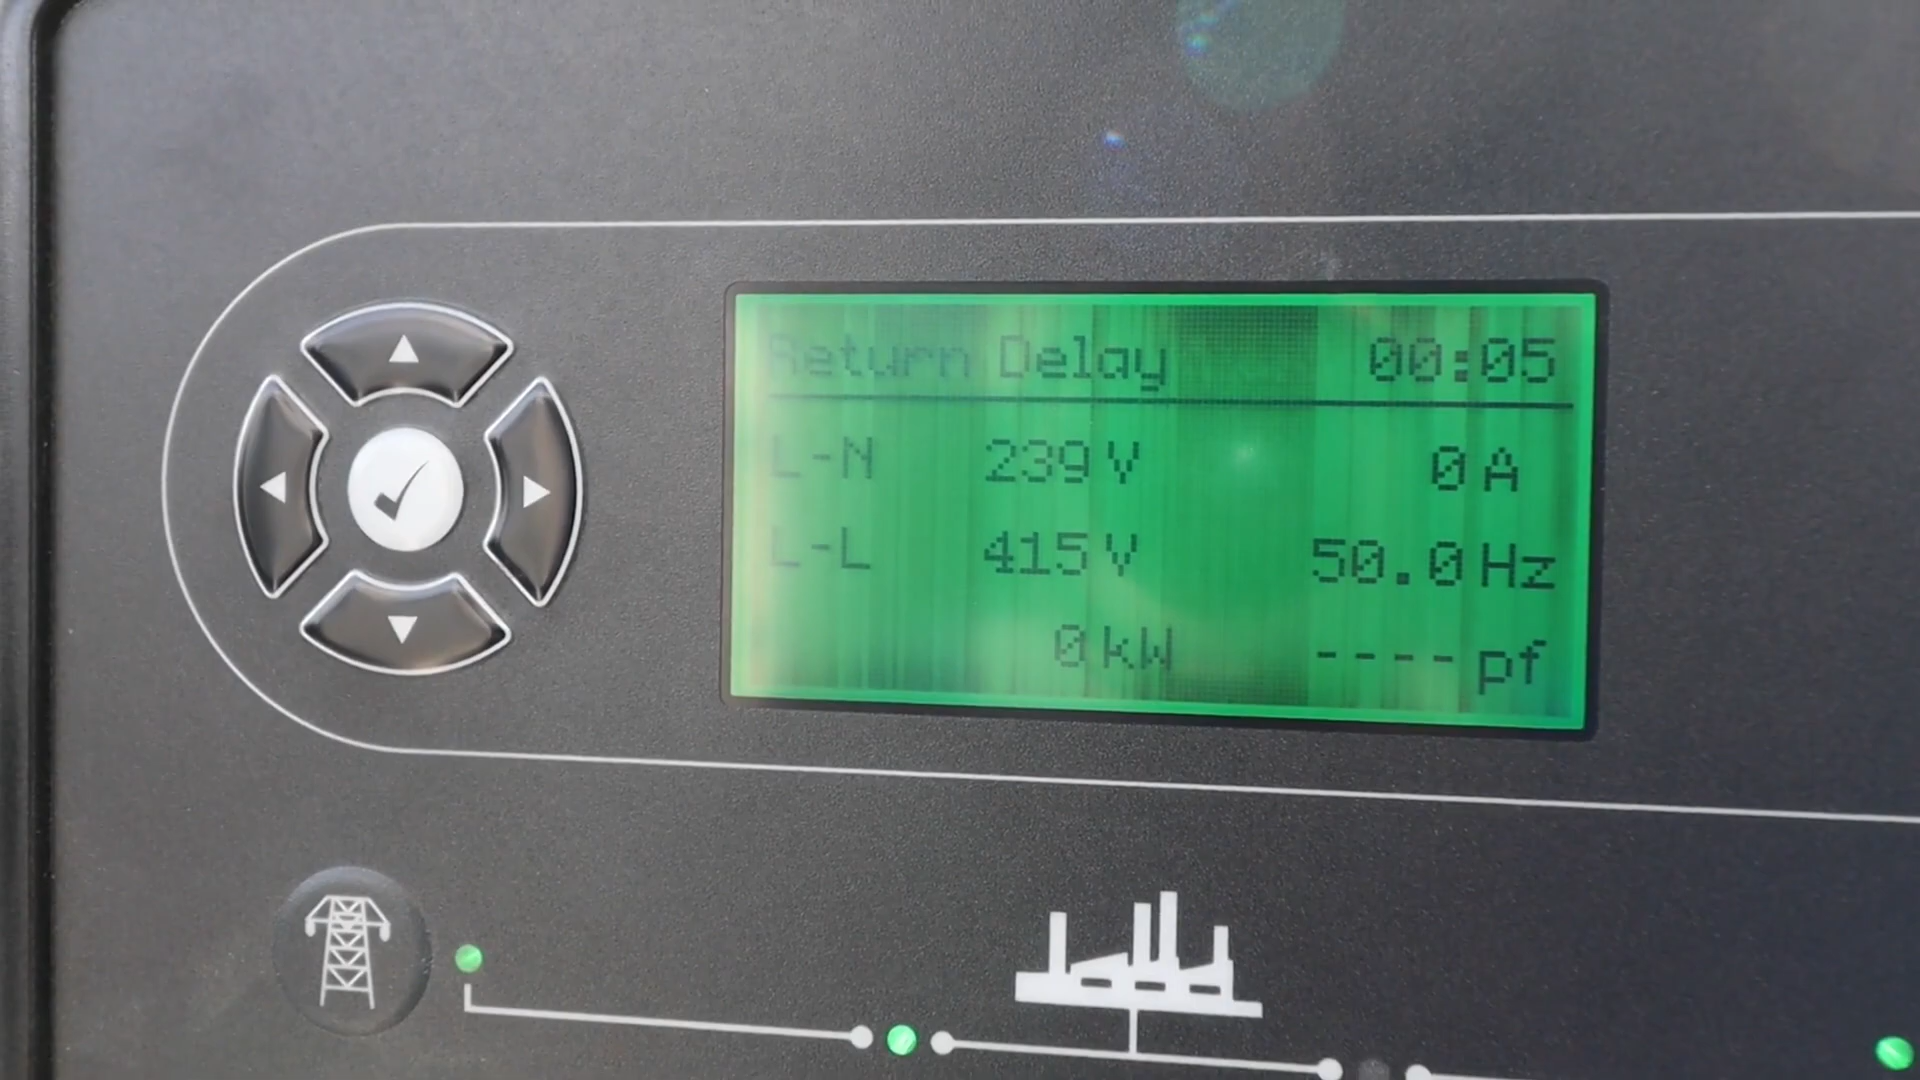 Return Delay 00:05
L-N 239 V 0 A
L-L 415 V 50.0 Hz
0 kW ---- pf